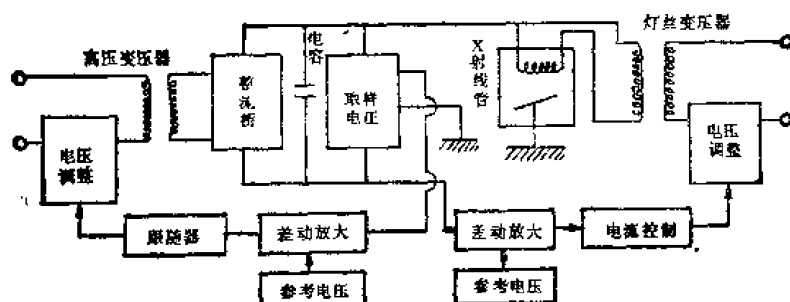 高压变压器
电容
X射线管
灯丝变压器
整流桥
取样
电压
电压
调整
电压
调整
跟随器
差动放大
差动放大
电流控制
参考电压
参考电压